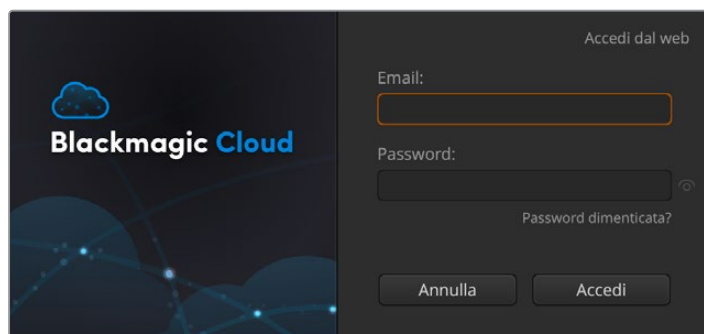 Accedi dal web
Email:
Blackmagic Cloud
Password:
Password dimenticata?
Annulla
Accedi